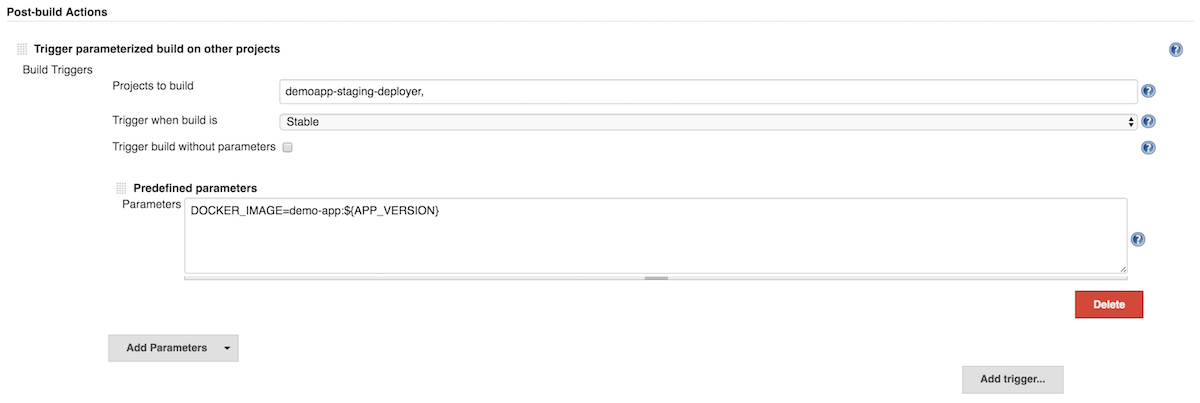 Post-build Actions
Trigger parameterized build on other projects
Build Triggers
Projects to build
demoapp-staging-deployer,
Trigger when build is
Stable
Trigger build without parameters
Predefined parameters
Parameters
DOCKER_IMAGE=demo-app:${APP_VERSION}
Delete
Add Parameters
Add trigger...